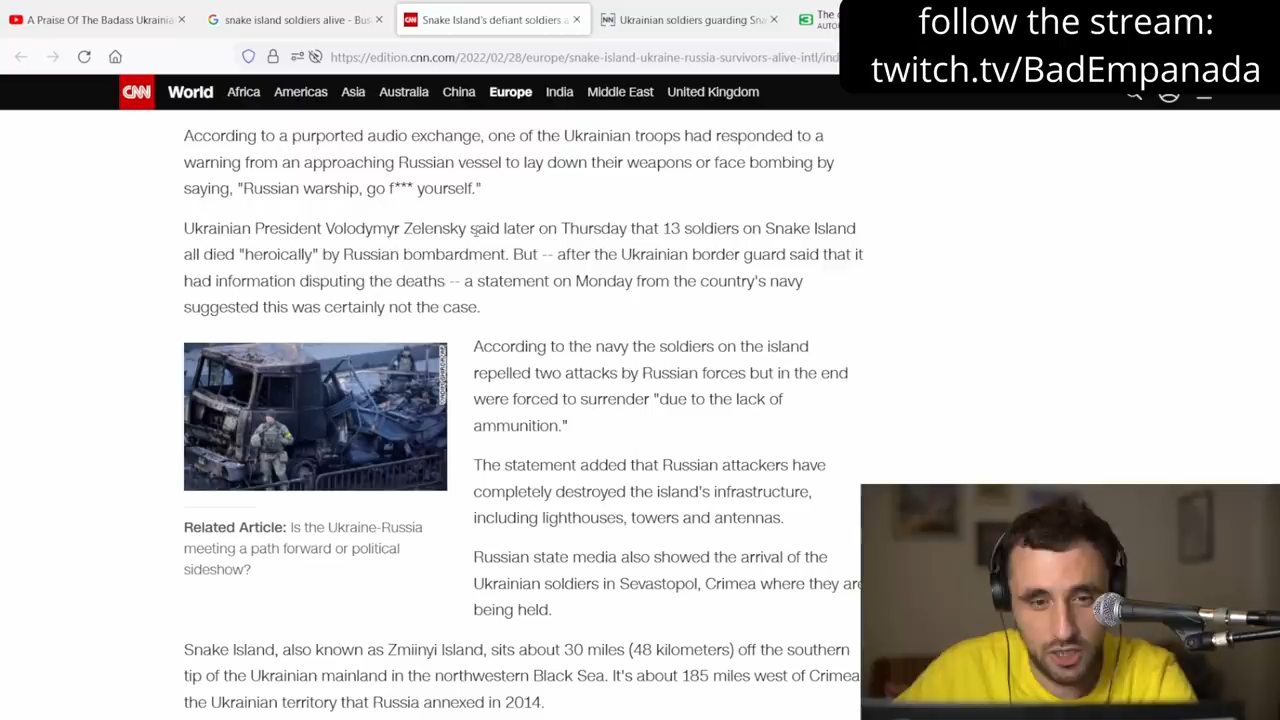 A Praise Of The Badass Ukrainia
snake island soldiers alive - Bus
Snake Island's defiant soldiers a
Ukrainian soldiers guarding Sna
follow the stream:
twitch.tv/BadEmpanada
https://edition.cnn.com/2022/02/28/europe/snake-island-ukraine-russia-survivors-alive-intl/ind
CNN World Africa Americas Asia Australia China Europe India Middle East United Kingdom
According to a purported audio exchange, one of the Ukrainian troops had responded to a
warning from an approaching Russian vessel to lay down their weapons or face bombing by
saying, "Russian warship, go f*** yourself."
Ukrainian President Volodymyr Zelensky said later on Thursday that 13 soldiers on Snake Island
all died "heroically" by Russian bombardment. But -- after the Ukrainian border guard said that it
had information disputing the deaths -- a statement on Monday from the country's navy
suggested this was certainly not the case.
According to the navy the soldiers on the island
repelled two attacks by Russian forces but in the end
were forced to surrender "due to the lack of
ammunition."
The statement added that Russian attackers have
completely destroyed the island's infrastructure,
including lighthouses, towers and antennas.
Related Article: Is the Ukraine-Russia
meeting a path forward or political
sideshow?
Russian state media also showed the arrival of the
Ukrainian soldiers in Sevastopol, Crimea where they are
being held.
Snake Island, also known as Zmiinyi Island, sits about 30 miles (48 kilometers) off the southern
tip of the Ukrainian mainland in the northwestern Black Sea. It's about 185 miles west of Crimea
the Ukrainian territory that Russia annexed in 2014.